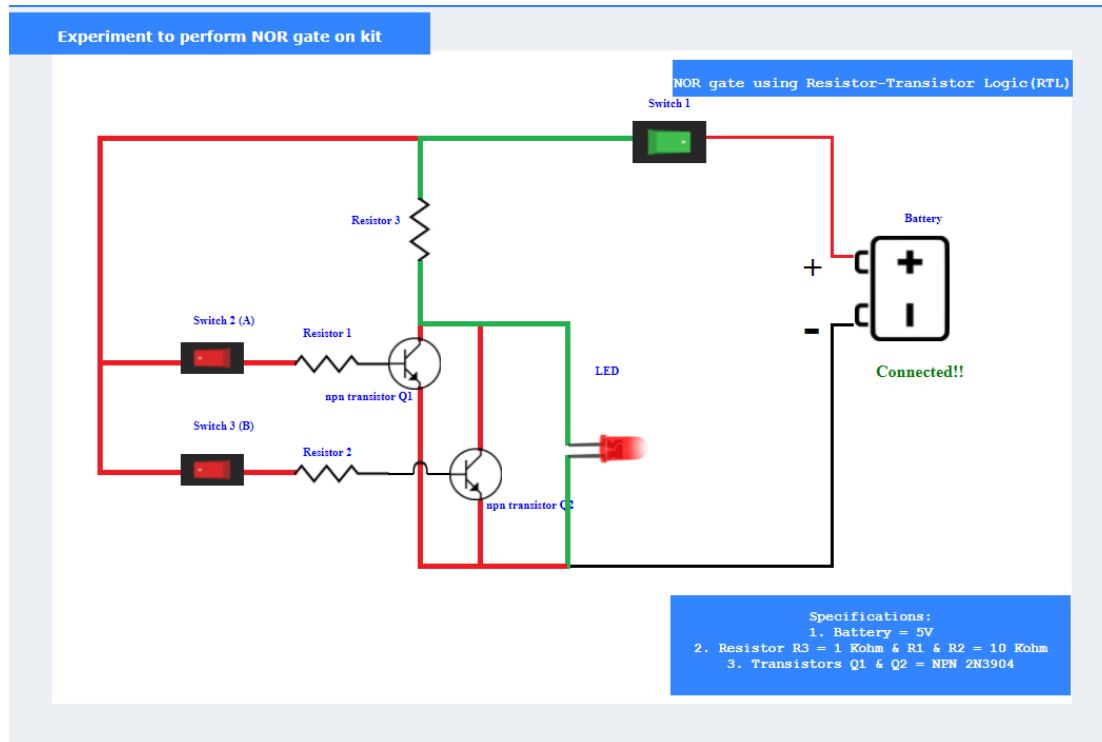 Experiment to perform NOR gate on kit
NOR gate using Resistor-Transistor Logic(RTL)
Switch 1
Resistor 3
Battery
+
-
Switch 2 (A)
Resistor 1
LED
Connected!!
npn transistor Q1
Switch 3 (B)
Resistor 2
npn transistor Q2
Specifications:
1. Battery = 5V
2. Resistor R3 = 1 Kohm & R1 & R2 = 10 Kohm
3. Transistors Q1 & Q2 = NPN 2N3904